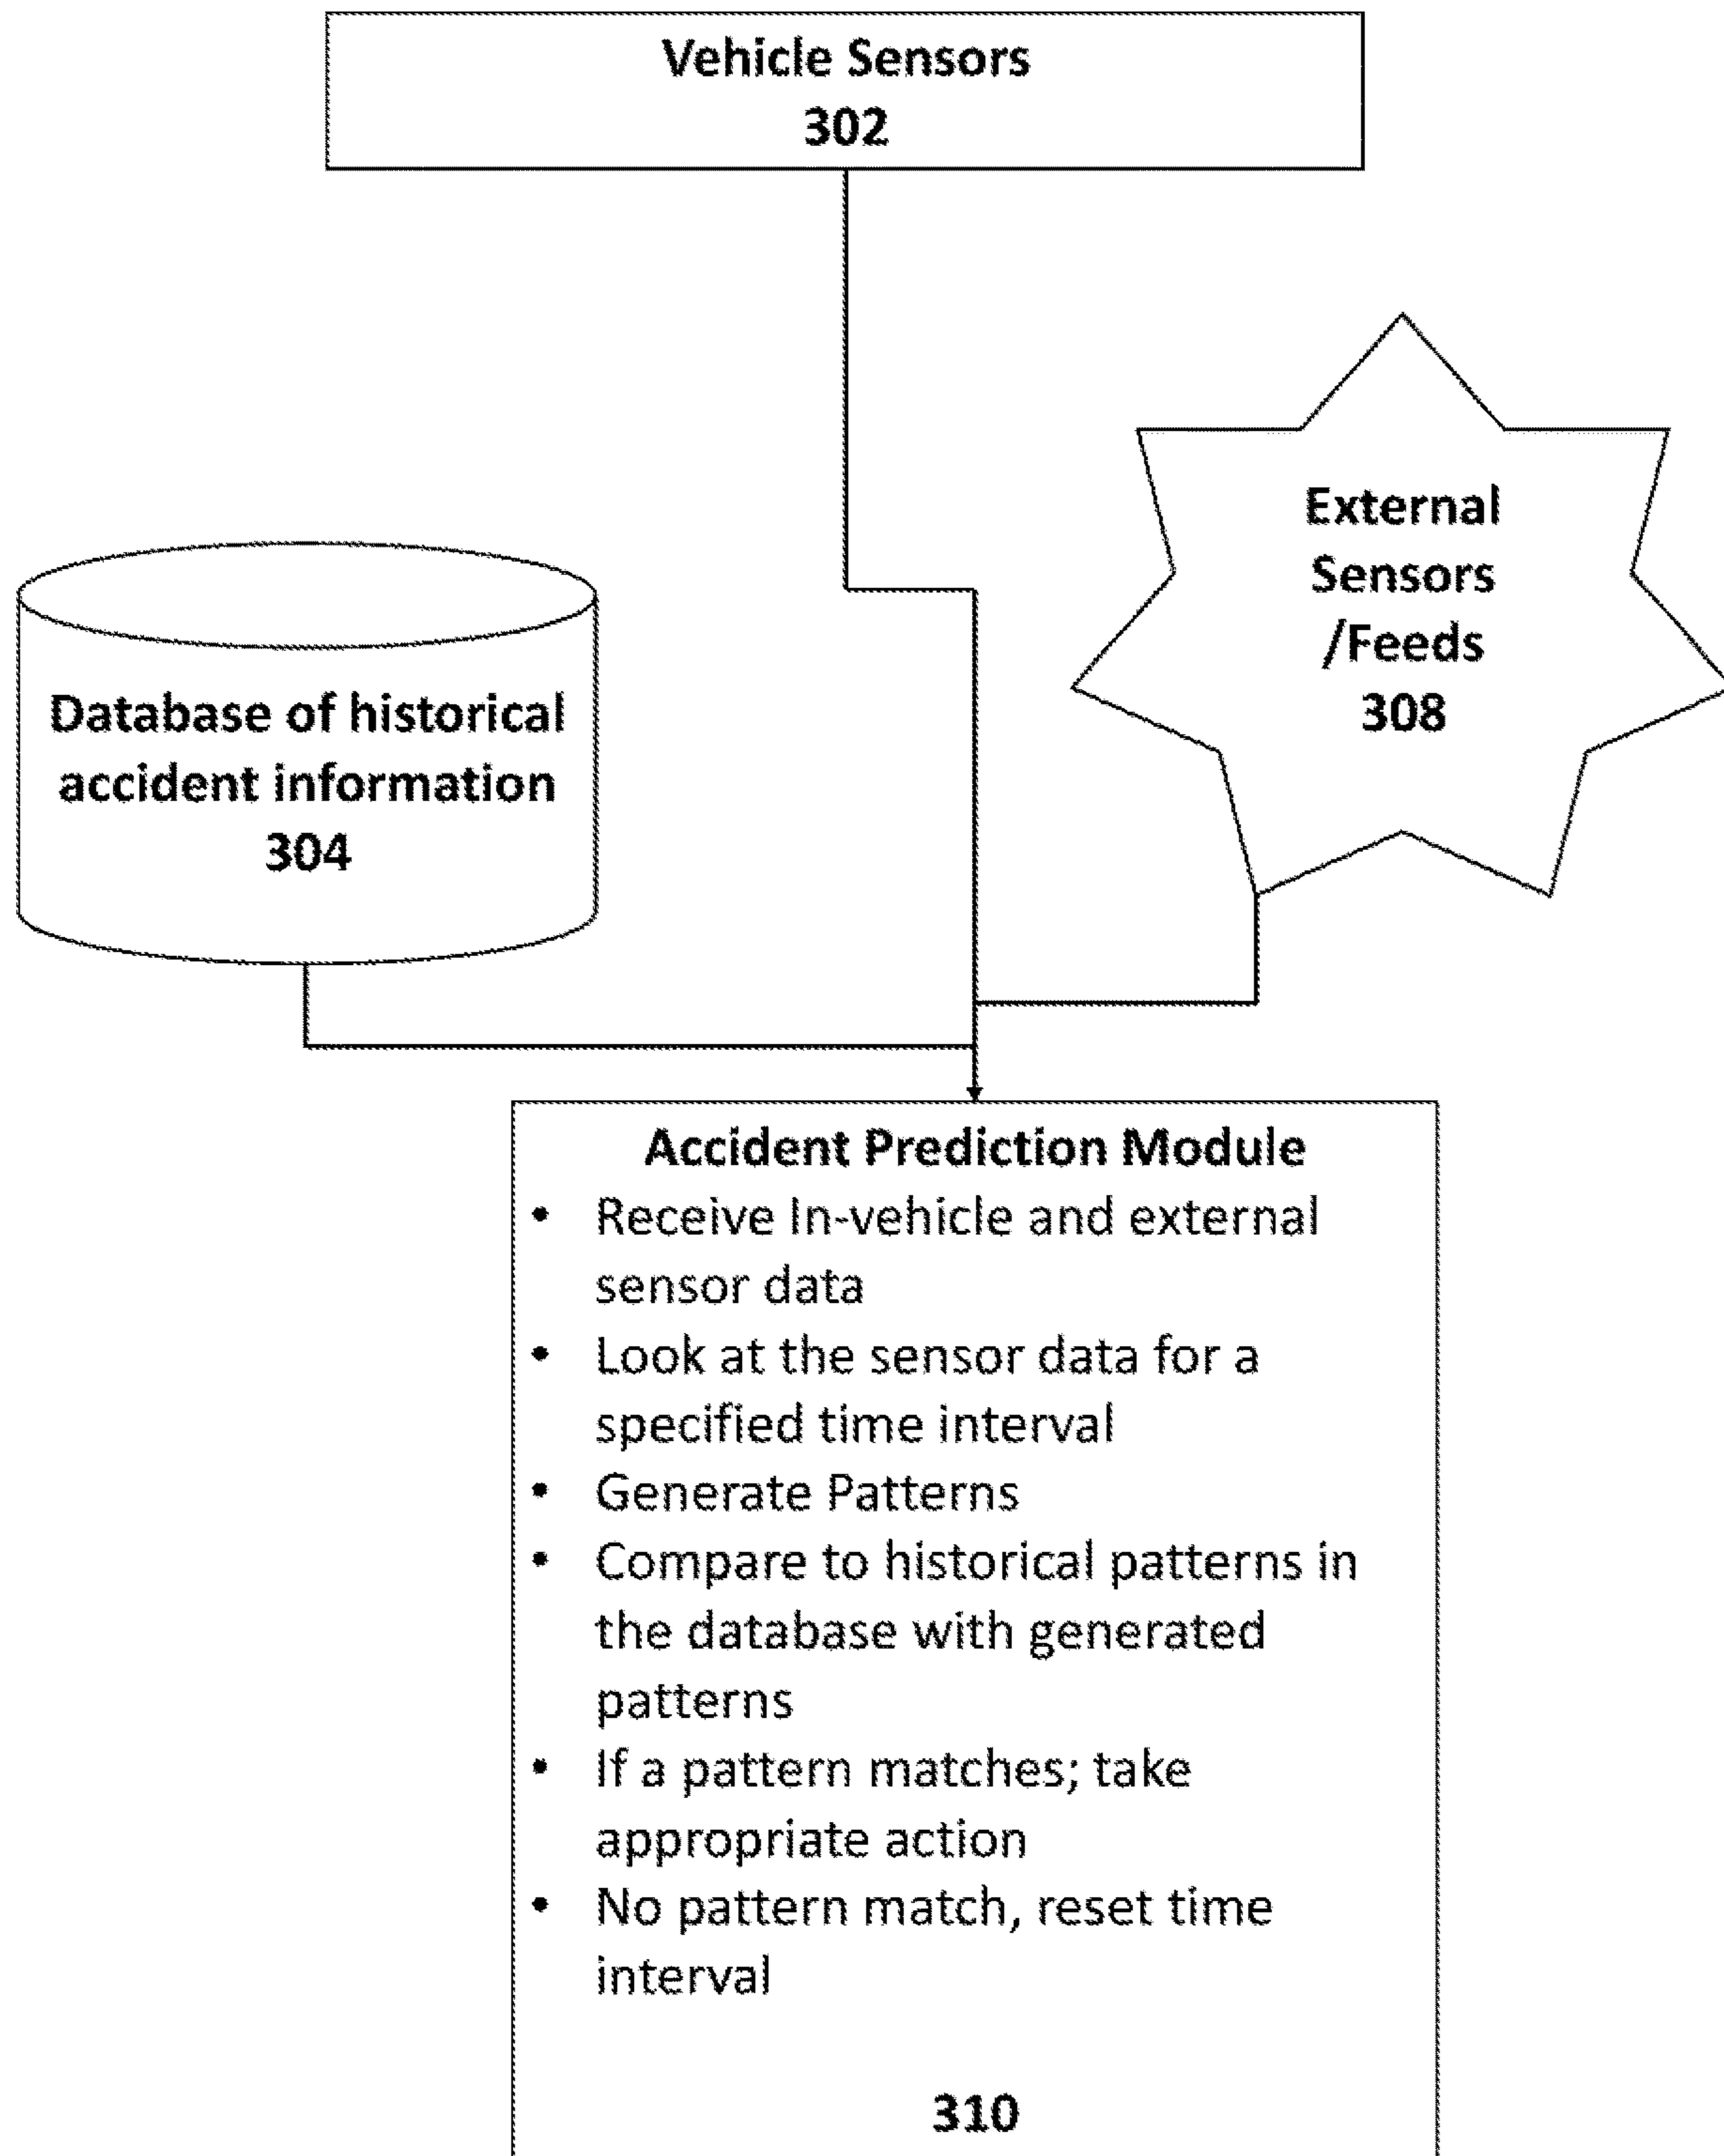 Vehicle Sensors
302
External
Sensors
/Feeds
308
Database of historical
accident information
304
Accident Prediction Module
• Receive In-vehicle and external
sensor data
• Look at the sensor data for a
specified time interval
• Generate Patterns
• Compare to historical patterns in
the database with generated
patterns
• If a pattern matches; take
appropriate action
• No pattern match, reset time
interval
310